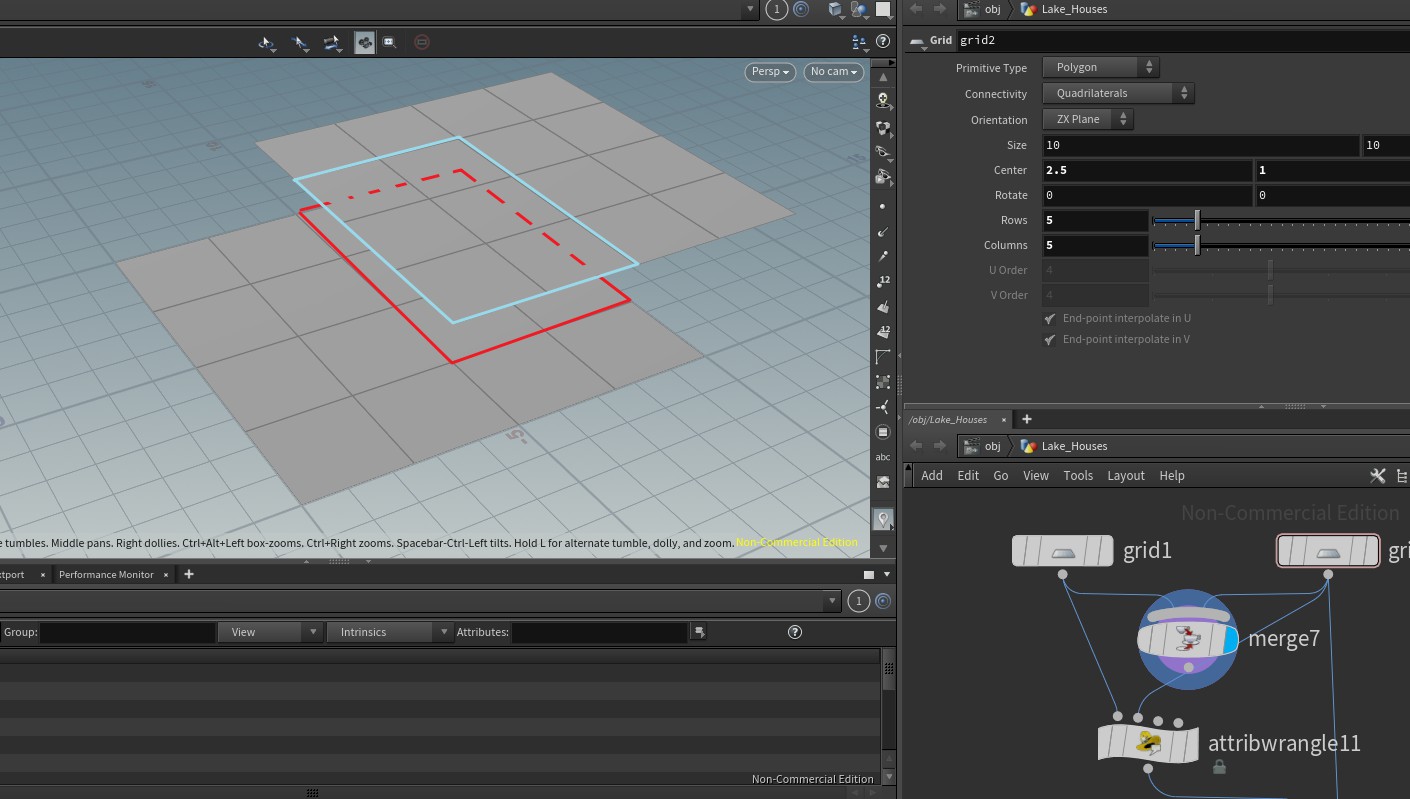 1
obj
Lake_Houses
Grid
grid2
Persp
No cam
Primitive Type
Polygon
Connectivity
Quadrilaterals
Orientation
ZX Plane
Size
10
10
Center
2.5
1
Rotate
0
0
Rows
5
Columns
5
U Order
4
V Order
4
End-point interpolate in U
End-point interpolate in V
12
12
abc
-5
tumbles. Middle pans. Right dollies. Ctrl+Alt+Left box-zooms. Ctrl+Right zooms. Spacebar-Ctrl-Left tilts. Hold L for alternate tumble, dolly, and zoom.
Non-Commercial Edition
Performance Monitor
1
Group:
View
Intrinsics
Attributes:
Non-Commercial Edition
/obj/Lake_Houses
obj
Lake_Houses
Add Edit Go View Tools Layout Help
Non-Commercial Edition
grid1
merge7
attribwrangle11